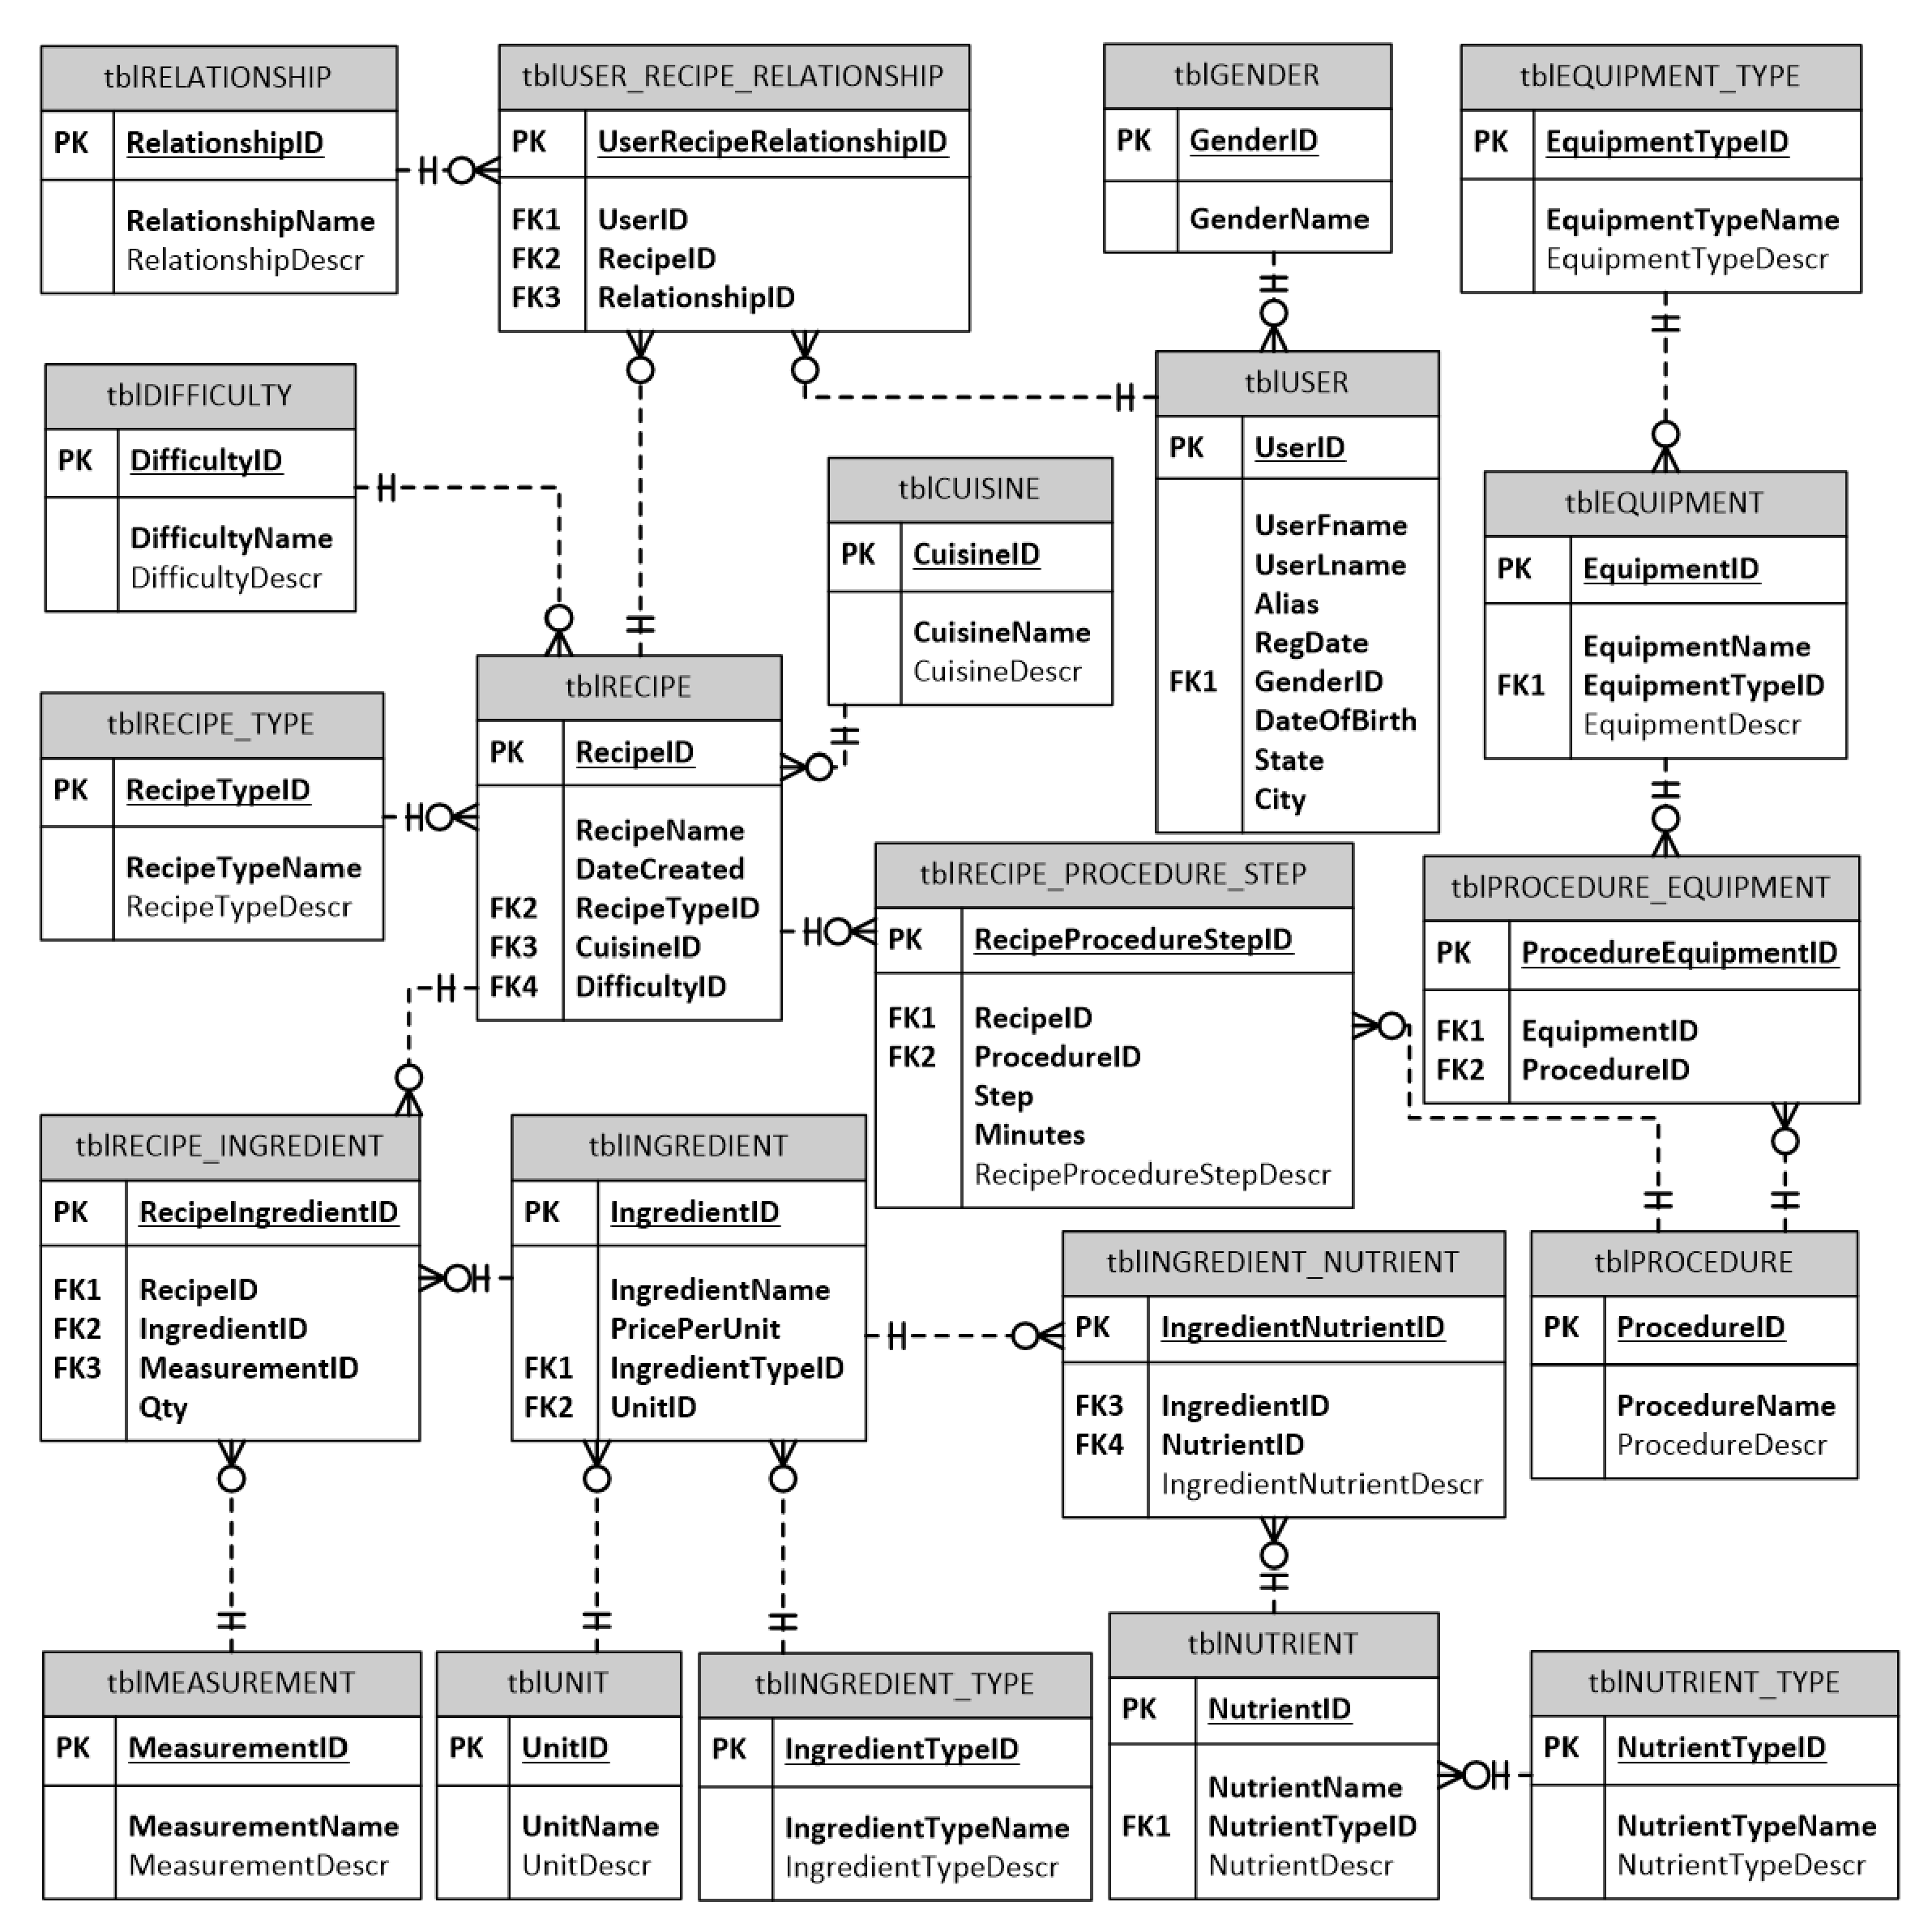 tblRELATIONSHIP
PK RelationshipID
RelationshipName
RelationshipDescr
tblUSER_RECIPE_RELATIONSHIP
PK UserRecipeRelationshipID
FK1 UserID
FK2 RecipeID
FK3 RelationshipID
tblGENDER
PK GenderID
GenderName
tblEQUIPMENT_TYPE
PK EquipmentTypeID
EquipmentTypeName
EquipmentTypeDescr
tblDIFFICULTY
PK DifficultyID
DifficultyName
DifficultyDescr
tblCUISINE
PK CuisineID
CuisineName
CuisineDescr
tblUSER
PK UserID
UserFname
UserLname
Alias
RegDate
FK1 GenderID
DateOfBirth
State
City
tblEQUIPMENT
PK EquipmentID
EquipmentName
FK1 EquipmentTypeID
EquipmentDescr
tblRECIPE_TYPE
PK RecipeTypeID
RecipeTypeName
RecipeTypeDescr
tblRECIPE
PK RecipeID
RecipeName
DateCreated
FK2 RecipeTypeID
FK3 CuisineID
FK4 DifficultyID
tblRECIPE_PROCEDURE_STEP
PK RecipeProcedureStepID
FK1 RecipeID
FK2 ProcedureID
Step
Minutes
RecipeProcedureStepDescr
tblPROCEDURE_EQUIPMENT
PK ProcedureEquipmentID
FK1 EquipmentID
FK2 ProcedureID
tblRECIPE_INGREDIENT
PK RecipeIngredientID
FK1 RecipeID
FK2 IngredientID
FK3 MeasurementID
Qty
tblINGREDIENT
PK IngredientID
IngredientName
PricePerUnit
FK1 IngredientTypeID
FK2 UnitID
tblINGREDIENT_NUTRIENT
PK IngredientNutrientID
FK3 IngredientID
FK4 NutrientID
IngredientNutrientDescr
tblPROCEDURE
PK ProcedureID
ProcedureName
ProcedureDescr
tblMEASUREMENT
PK MeasurementID
MeasurementName
MeasurementDescr
tblUNIT
PK UnitID
UnitName
UnitDescr
tblINGREDIENT_TYPE
PK IngredientTypeID
IngredientTypeName
IngredientTypeDescr
tblNUTRIENT
PK NutrientID
NutrientName
FK1 NutrientTypeID
NutrientDescr
tblNUTRIENT_TYPE
PK NutrientTypeID
NutrientTypeName
NutrientTypeDescr